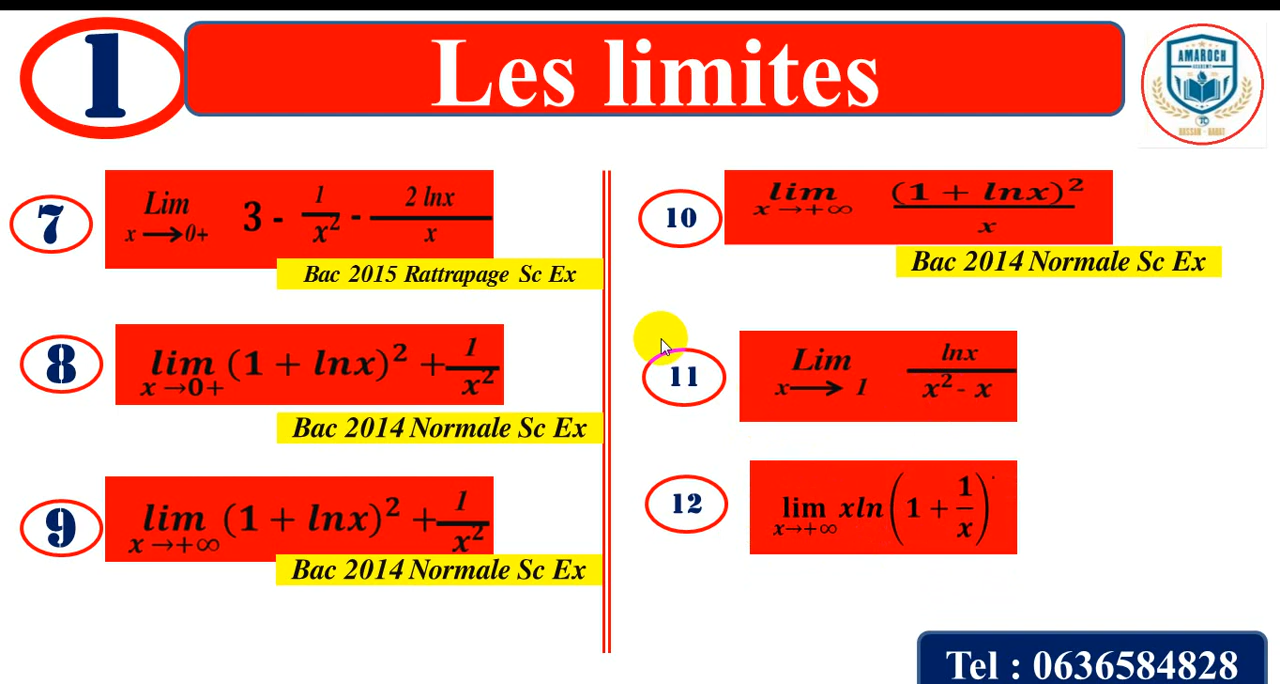 1
Les limites
AMAROCH
ACADEMY
7
Lim x ⟶0+ 3 - 1/x² - 2 lnx/x
Bac 2015 Rattrapage Sc Ex
8
lim x →0+ (1 + lnx)² + 1/x²
Bac 2014 Normale Sc Ex
9
lim x →+∞ (1 + lnx)² + 1/x²
Bac 2014 Normale Sc Ex
10
lim x →+∞ (1 + lnx)²/x
Bac 2014 Normale Sc Ex
11
Lim x⟶ 1 lnx/x² - x
12
lim x→+∞ xln(1 + 1/x)
Tel : 0636584828